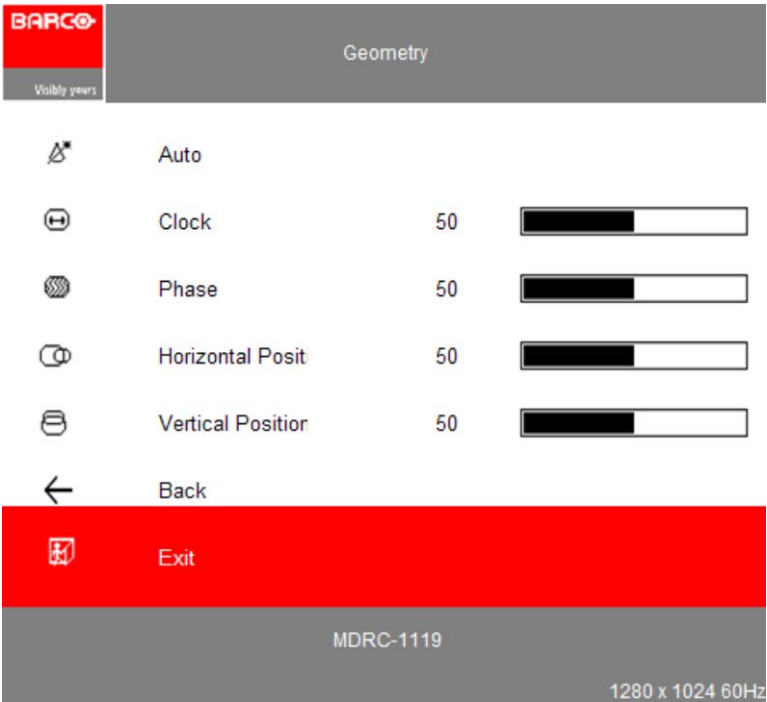 BARCO
Visibly yours
Geometry
Auto
Clock 50
Phase 50
Horizontal Posit 50
Vertical Position 50
Back
Exit
MDRC-1119
1280 x 1024 60Hz